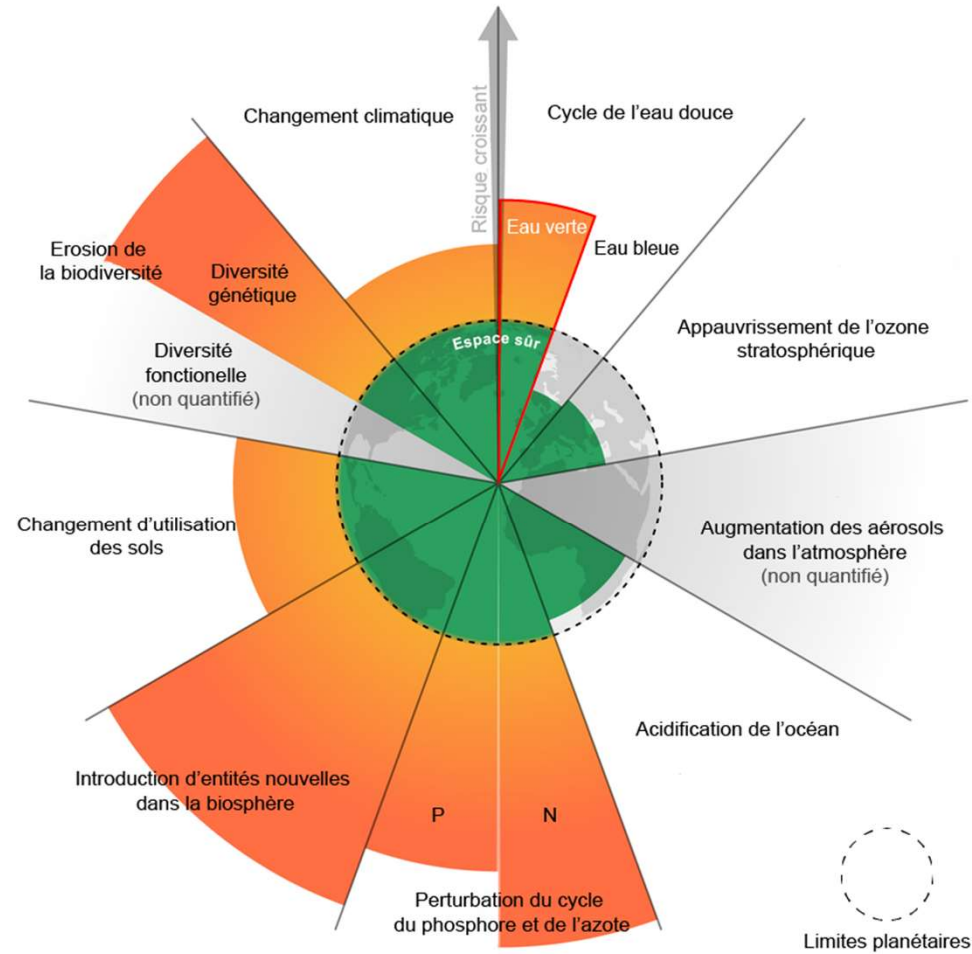 Changement climatique
Cycle de l'eau douce
Risque croissant
Eau verte
Eau bleue
Erosion de
la biodiversité
Diversité
génétique
Appauvrissement de l'ozone
stratosphérique
Espace sûr
Diversité
fonctionelle
(non quantifié)
Changement d'utilisation
des sols
Augmentation des aérosols
dans l'atmosphère
(non quantifié)
Acidification de l'océan
Introduction d'entités nouvelles
dans la biosphère
P
N
Perturbation du cycle
du phosphore et de l'azote
Limites planétaires